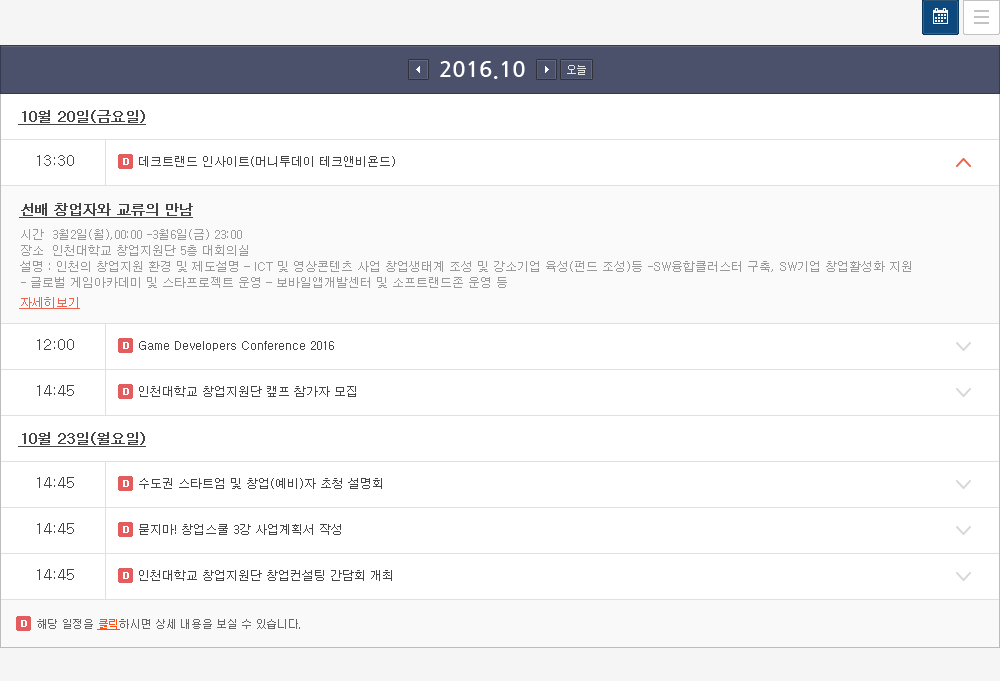 2016.10
오늘
10월 20일(금요일)
13:30 D 데크트랜드 인사이트(머니투데이 테크앤비욘드)
선배 창업자와 교류의 만남
시간 3월2일(월),00:00 -3월6일(금) 23:00
장소 인천대학교 창업지원단 5층 대회의실
설명 : 인천의 창업지원 환경 및 제도설명 - ICT 및 영상콘텐츠 사업 창업생태계 조성 및 강소기업 육성(펀드 조성)등 -SW융합클러스터 구축, SW기업 창업활성화 지원
- 글로벌 게임아카데미 및 스타프로젝트 운영 - 보바일앱개발센터 및 소프트랜드존 운영 등
자세히보기
12:00 D Game Developers Conference 2016
14:45 D 인천대학교 창업지원단 캠프 참가자 모집
10월 23일(월요일)
14:45 D 수도권 스타트업 및 창업(예비)자 초청 설명회
14:45 D 묻지마! 창업스쿨 3강 사업계획서 작성
14:45 D 인천대학교 창업지원단 창업컨설팅 간담회 개최
D 해당 일정을 클릭하시면 상세 내용을 보실 수 있습니다.